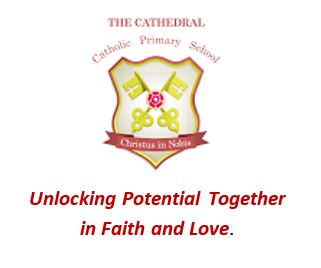 THE CATHEDRAL
Catholic Primary School
Christus in Nobis
Unlocking Potential Together
in Faith and Love.